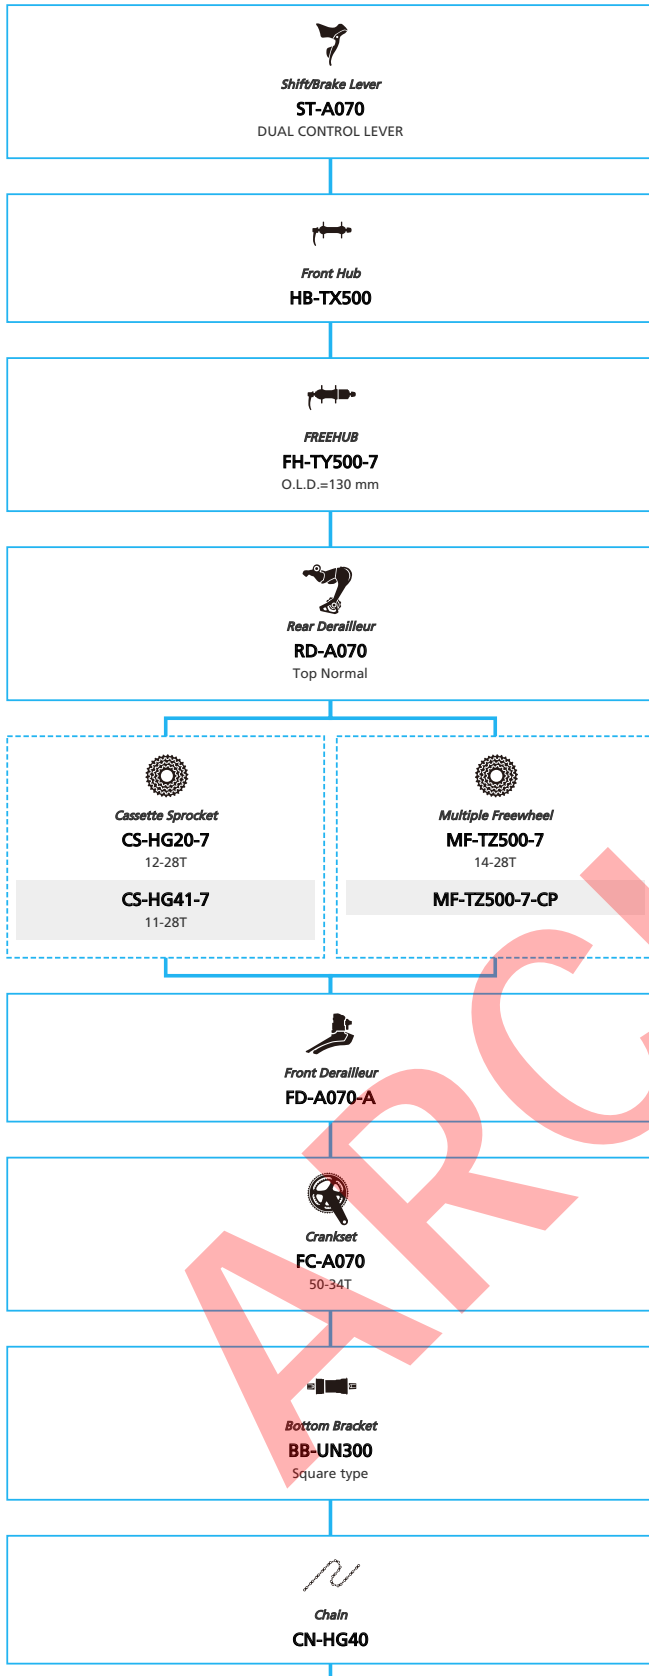 Shift/Brake Lever
ST-A070
DUAL CONTROL LEVER
Front Hub
HB-TX500
FREEHUB
FH-TY500-7
O.L.D.=130 mm
Rear Derailleur
RD-A070
Top Normal
Cassette Sprocket
CS-HG20-7
12-28T
CS-HG41-7
11-28T
Multiple Freewheel
MF-TZ500-7
14-28T
MF-TZ500-7-CP
Front Derailleur
FD-A070-A
Crankset
FC-A070
50-34T
Bottom Bracket
BB-UN300
Square type
Chain
CN-HG40
ARC